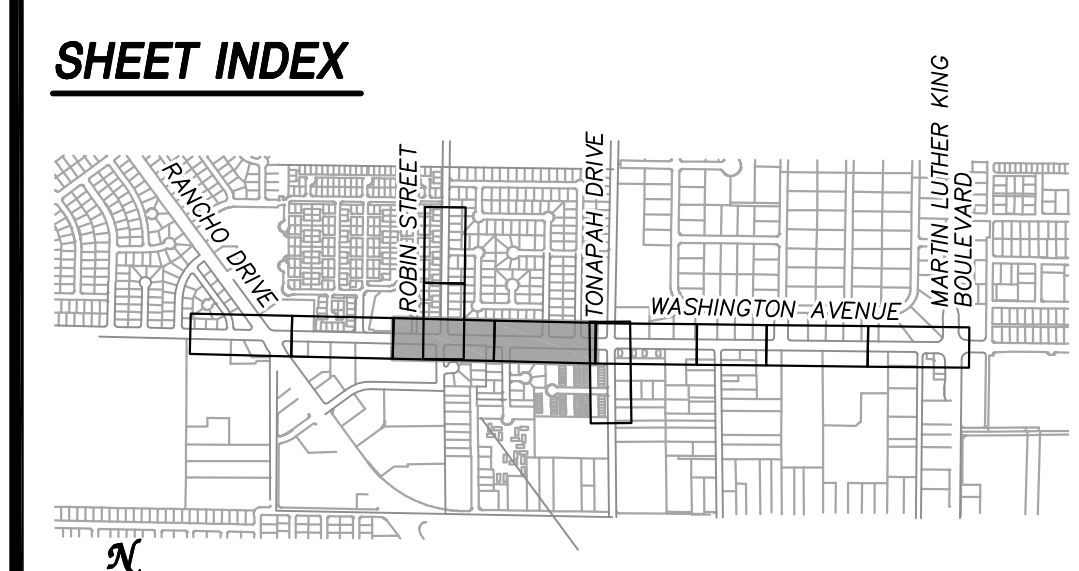 SHEET INDEX
RANCHO DRIVE
ROBIN STREET
TONAPAH DRIVE
WASHINGTON AVENUE
MARTIN LUTHER KING
BOULEVARD
N